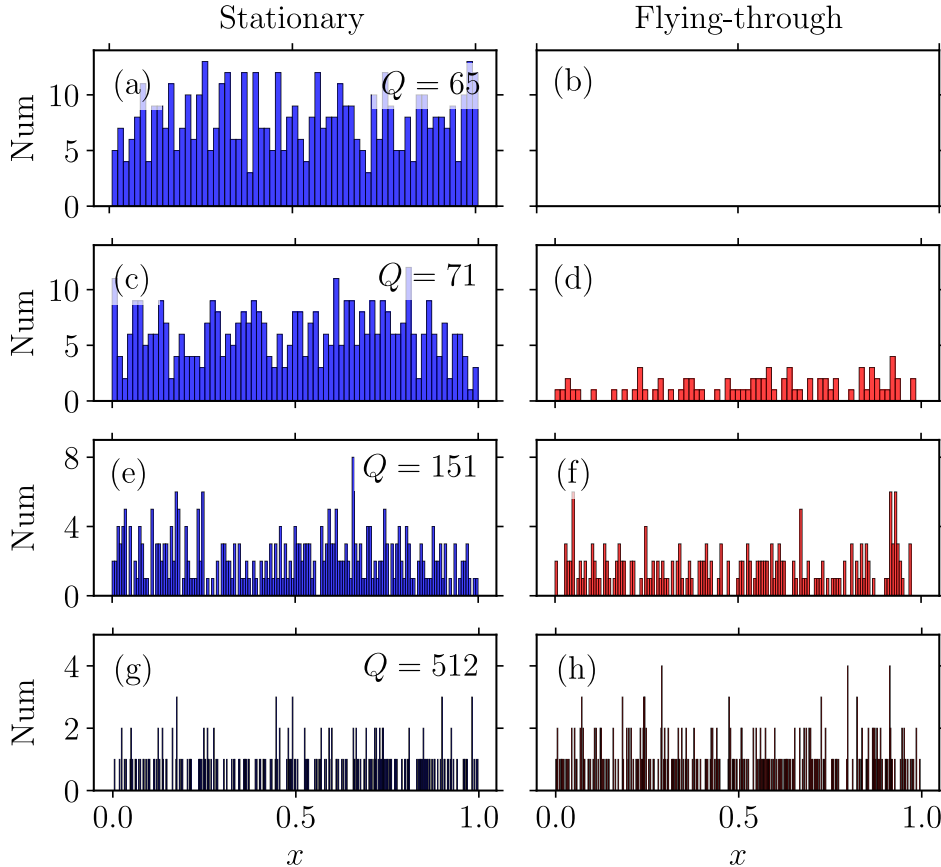 Stationary Flying-through
(a) Q = 65 (b)
10
5
0
Num
(c) Q = 71 (d)
10
5
0
Num
(e) Q = 151 (f)
8
4
0
Num
(g) Q = 512 (h)
4
2
0
Num
0.0 0.5 1.0 0.0 0.5 1.0
x x